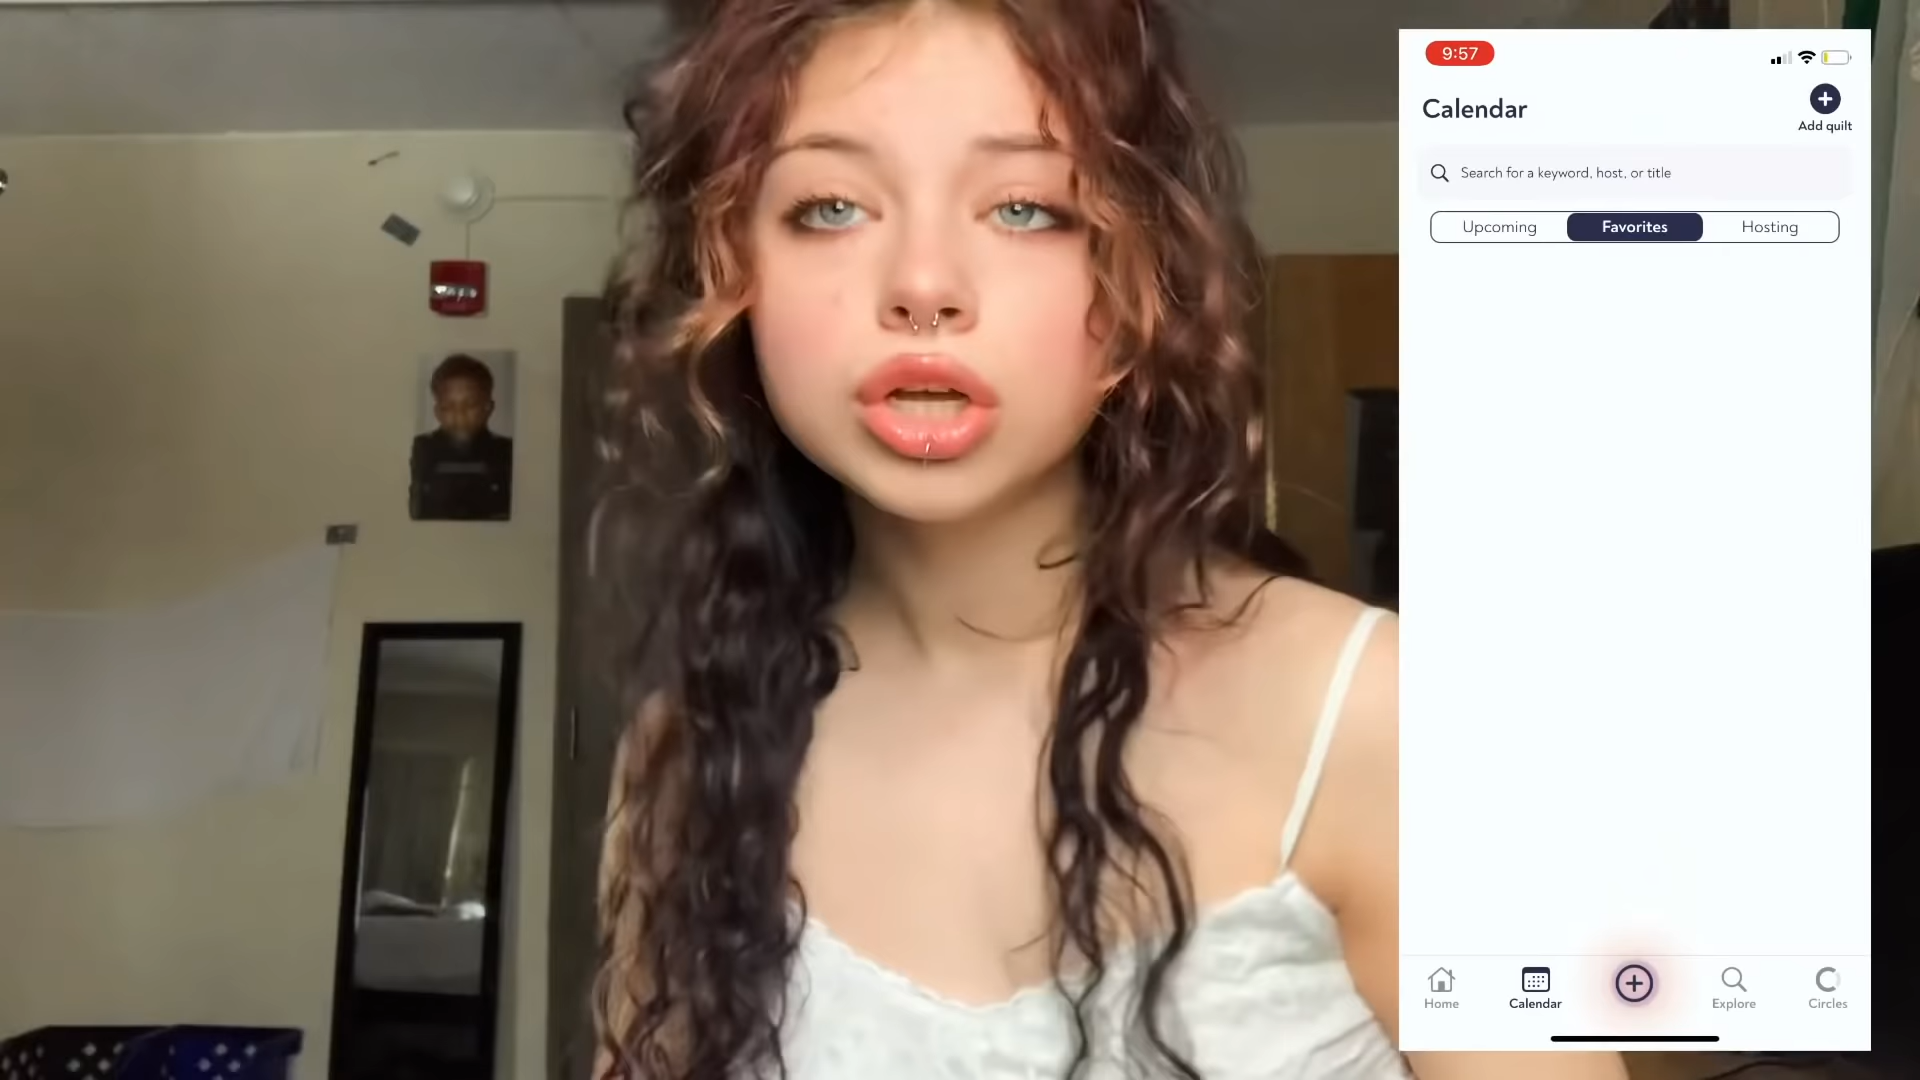 9:57
Calendar
Add quilt
Search for a keyword, host, or title
Upcoming Favorites Hosting
Home Calendar Explore Circles